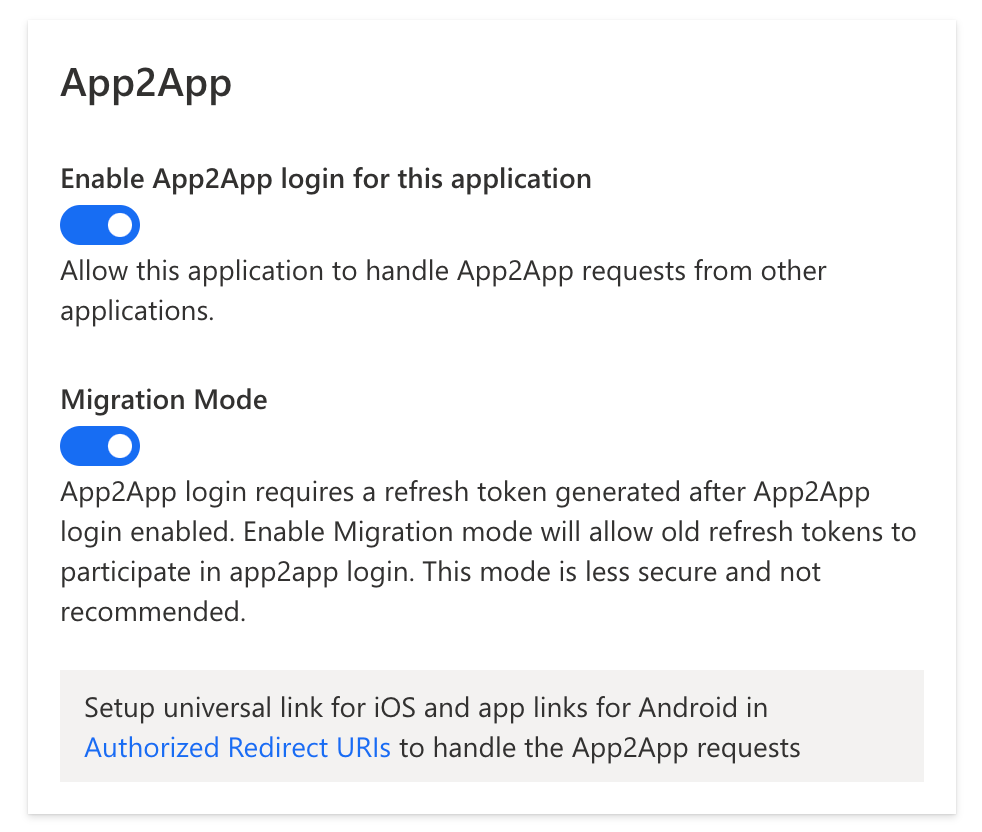 App2App
Enable App2App login for this application
Allow this application to handle App2App requests from other
applications.
Migration Mode
App2App login requires a refresh token generated after App2App
login enabled. Enable Migration mode will allow old refresh tokens to
participate in app2app login. This mode is less secure and not
recommended.
Setup universal link for iOS and app links for Android in
Authorized Redirect URIs to handle the App2App requests